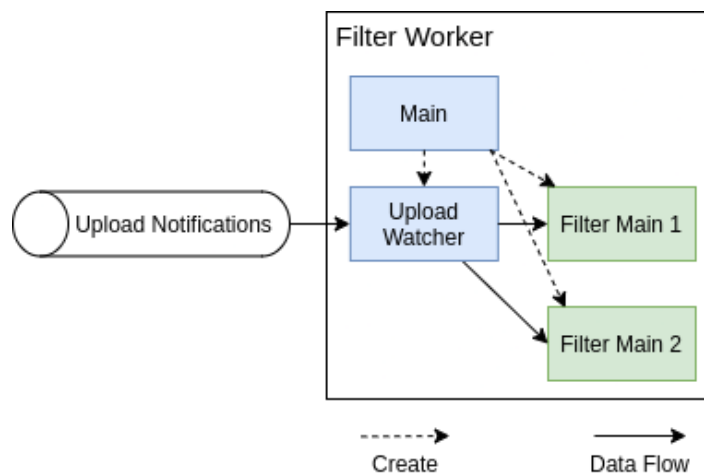 Filter Worker
Main
Upload Notifications
Upload
Watcher
Filter Main 1
Filter Main 2
Create
Data Flow